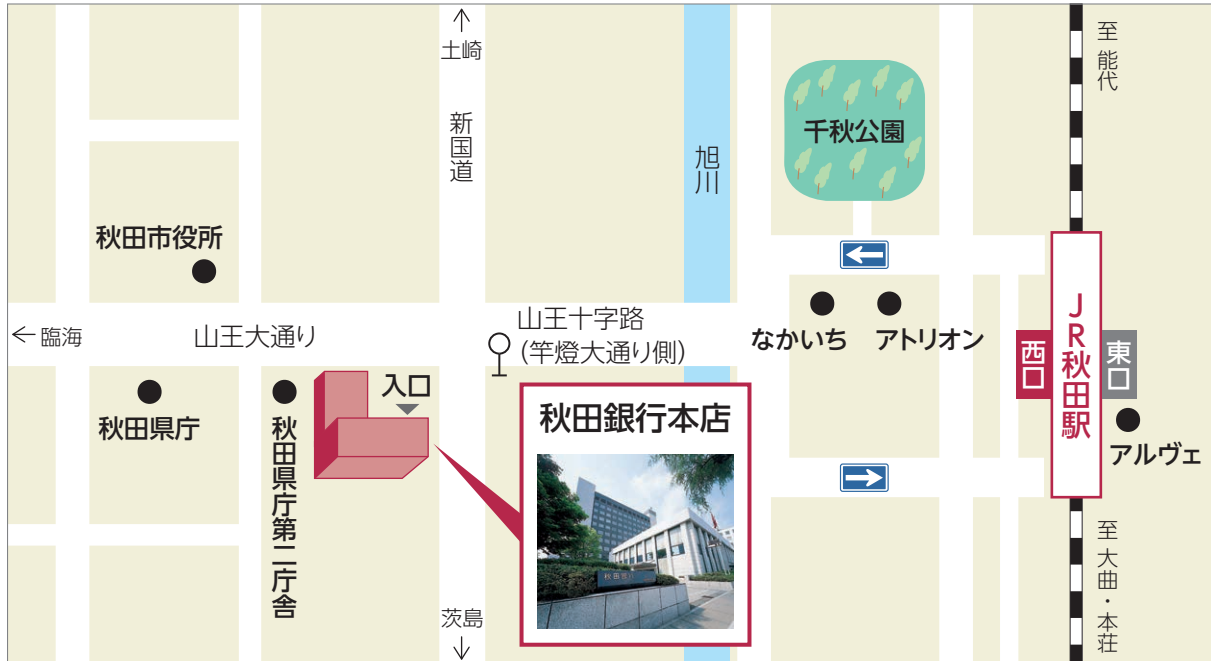 土崎
新国道
旭川
千秋公園
至 能代
秋田市役所
←臨海
山王大通り
山王十字路
(竿燈大通り側)
なかいち
アトリオン
JR秋田駅
西口
東口
アルヴェ
秋田県庁
秋田県庁第二庁舎
入口
秋田銀行本店
秋田銀行
茨島
至 大曲・本荘